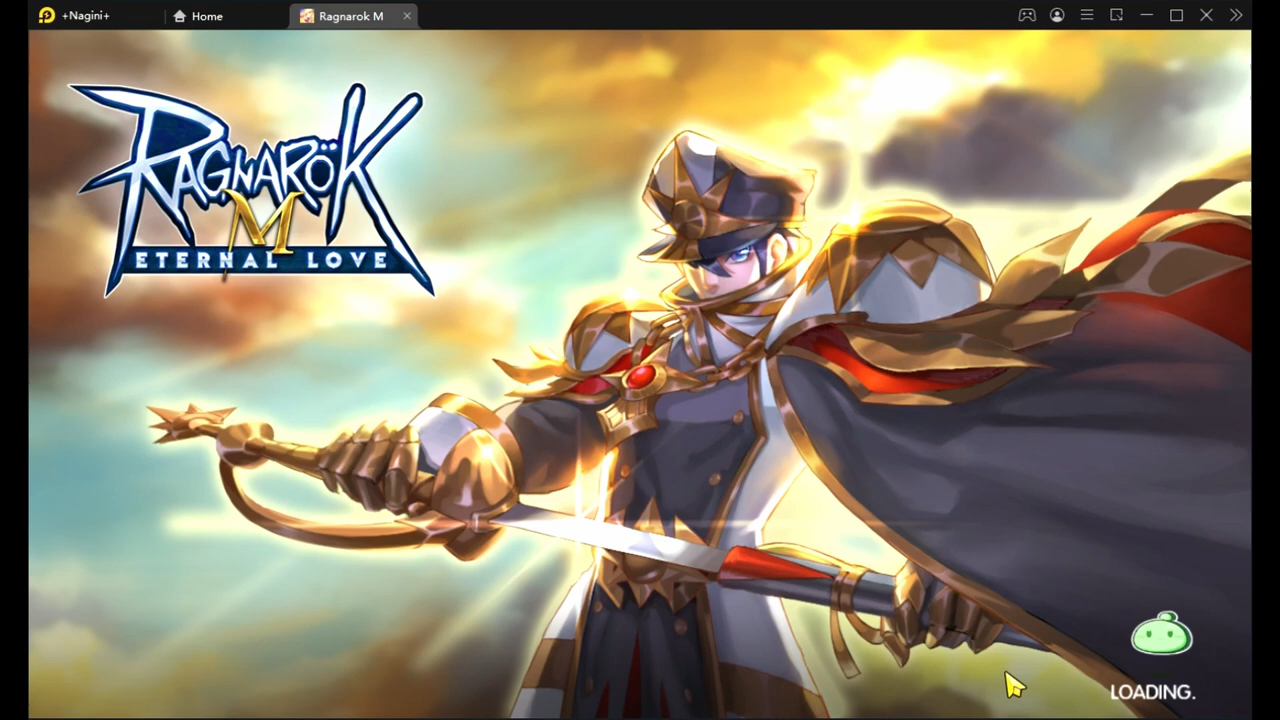 +Nagini+
Home
Ragnarok M
RAGNARÖK
M
ETERNAL LOVE
LOADING.